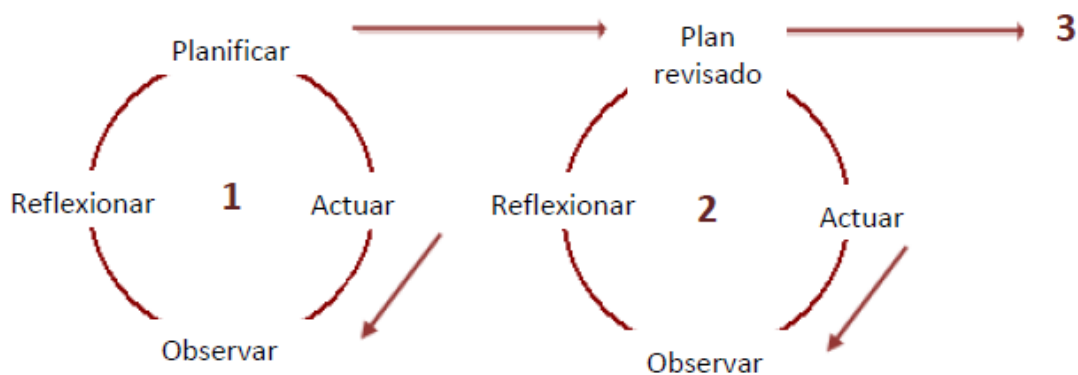 Planificar
Reflexionar
1
Actuar
Observar
Plan
revisado
Reflexionar
2
Actuar
Observar
3